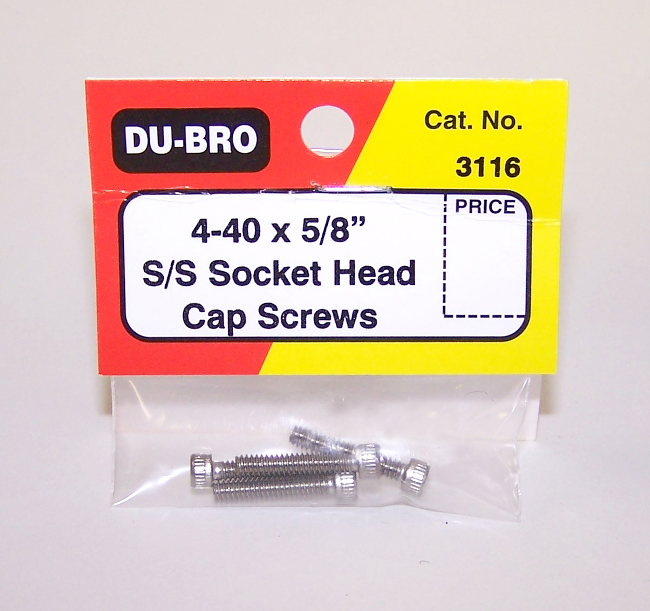 DU-BRO
Cat. No.
3116
PRICE
4-40 x 5/8”
S/S Socket Head
Cap Screws